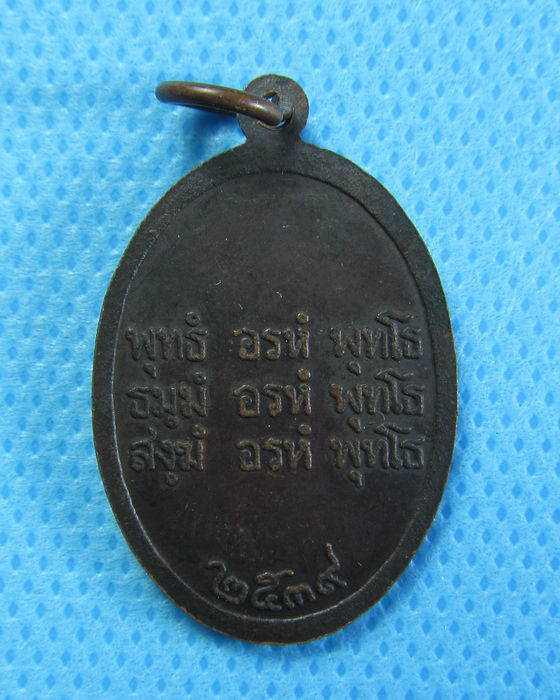 พุทธํ อรหํ พุทโธ
ธมฺมํ อรหํ พุทโธ
สงฺฆํ อรหํ พุทโธ
๒๕๓๙